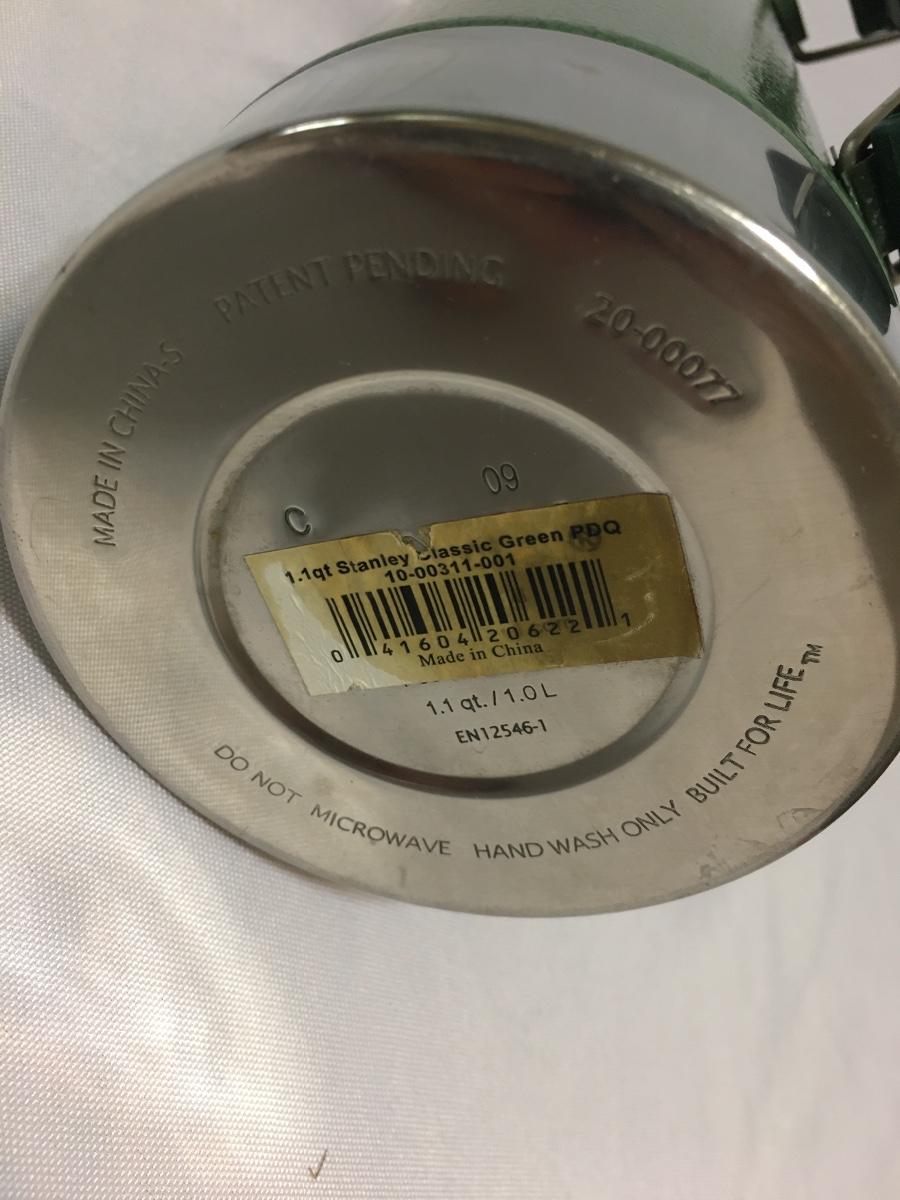 PATENT PENDING
20-00077
MADE IN CHINA-S
09
C
1.1qt Stanley Classic Green PDQ
10-00311-001
0 41604 20622 1
Made in China
1.1 qt. / 1.0 L
EN12546-1
DO NOT MICROWAVE HAND WASH ONLY BUILT FOR LIFE™